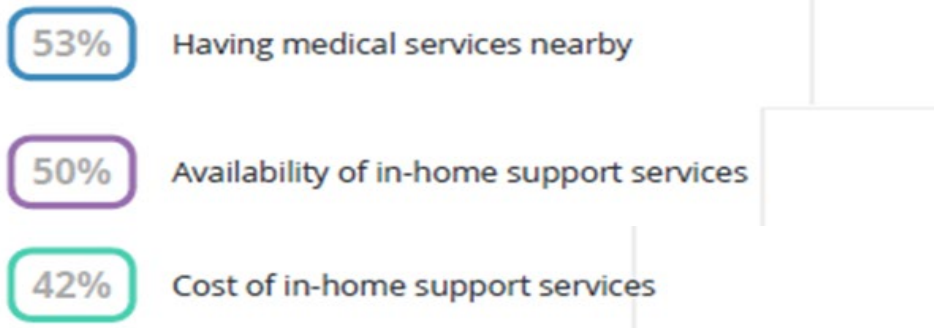 53% Having medical services nearby
50% Availability of in-home support services
42% Cost of in-home support services